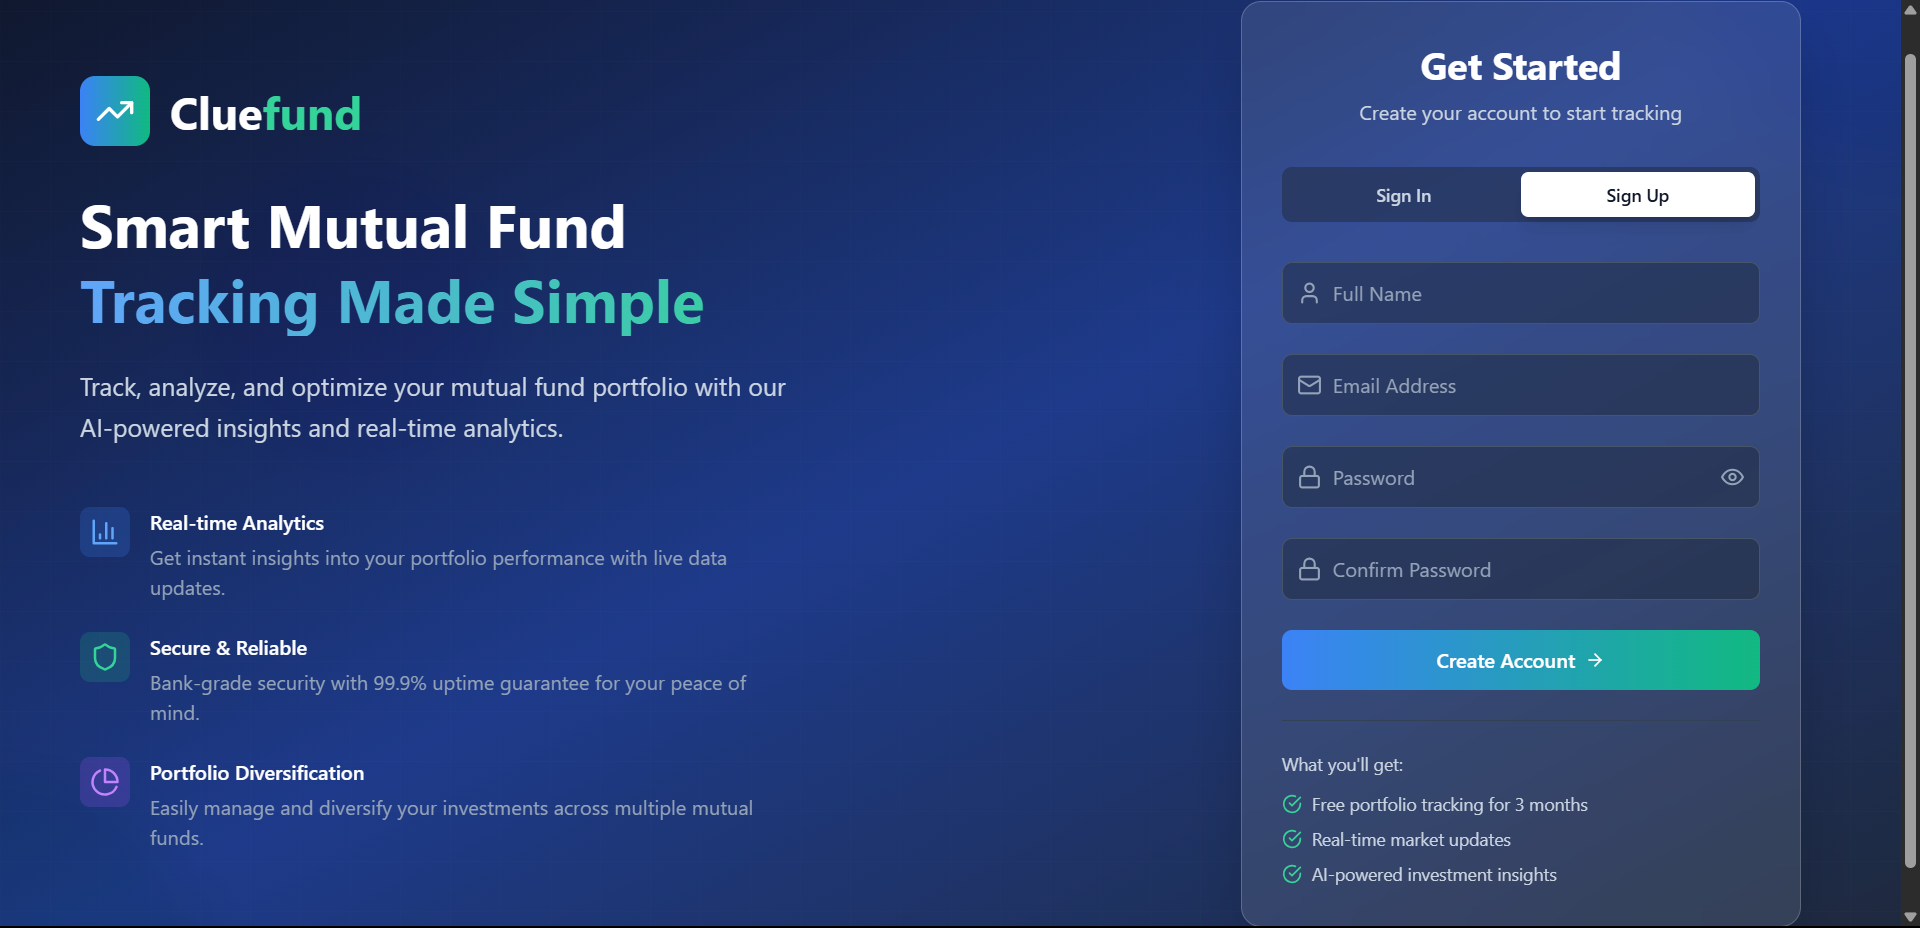 Cluefund
Smart Mutual Fund
Tracking Made Simple
Track, analyze, and optimize your mutual fund portfolio with our
AI-powered insights and real-time analytics.
Real-time Analytics
Get instant insights into your portfolio performance with live data
updates.
Secure & Reliable
Bank-grade security with 99.9% uptime guarantee for your peace of
mind.
Portfolio Diversification
Easily manage and diversify your investments across multiple mutual
funds.
Get Started
Create your account to start tracking
Sign In
Sign Up
Full Name
Email Address
Password
Confirm Password
Create Account
What you'll get:
Free portfolio tracking for 3 months
Real-time market updates
AI-powered investment insights